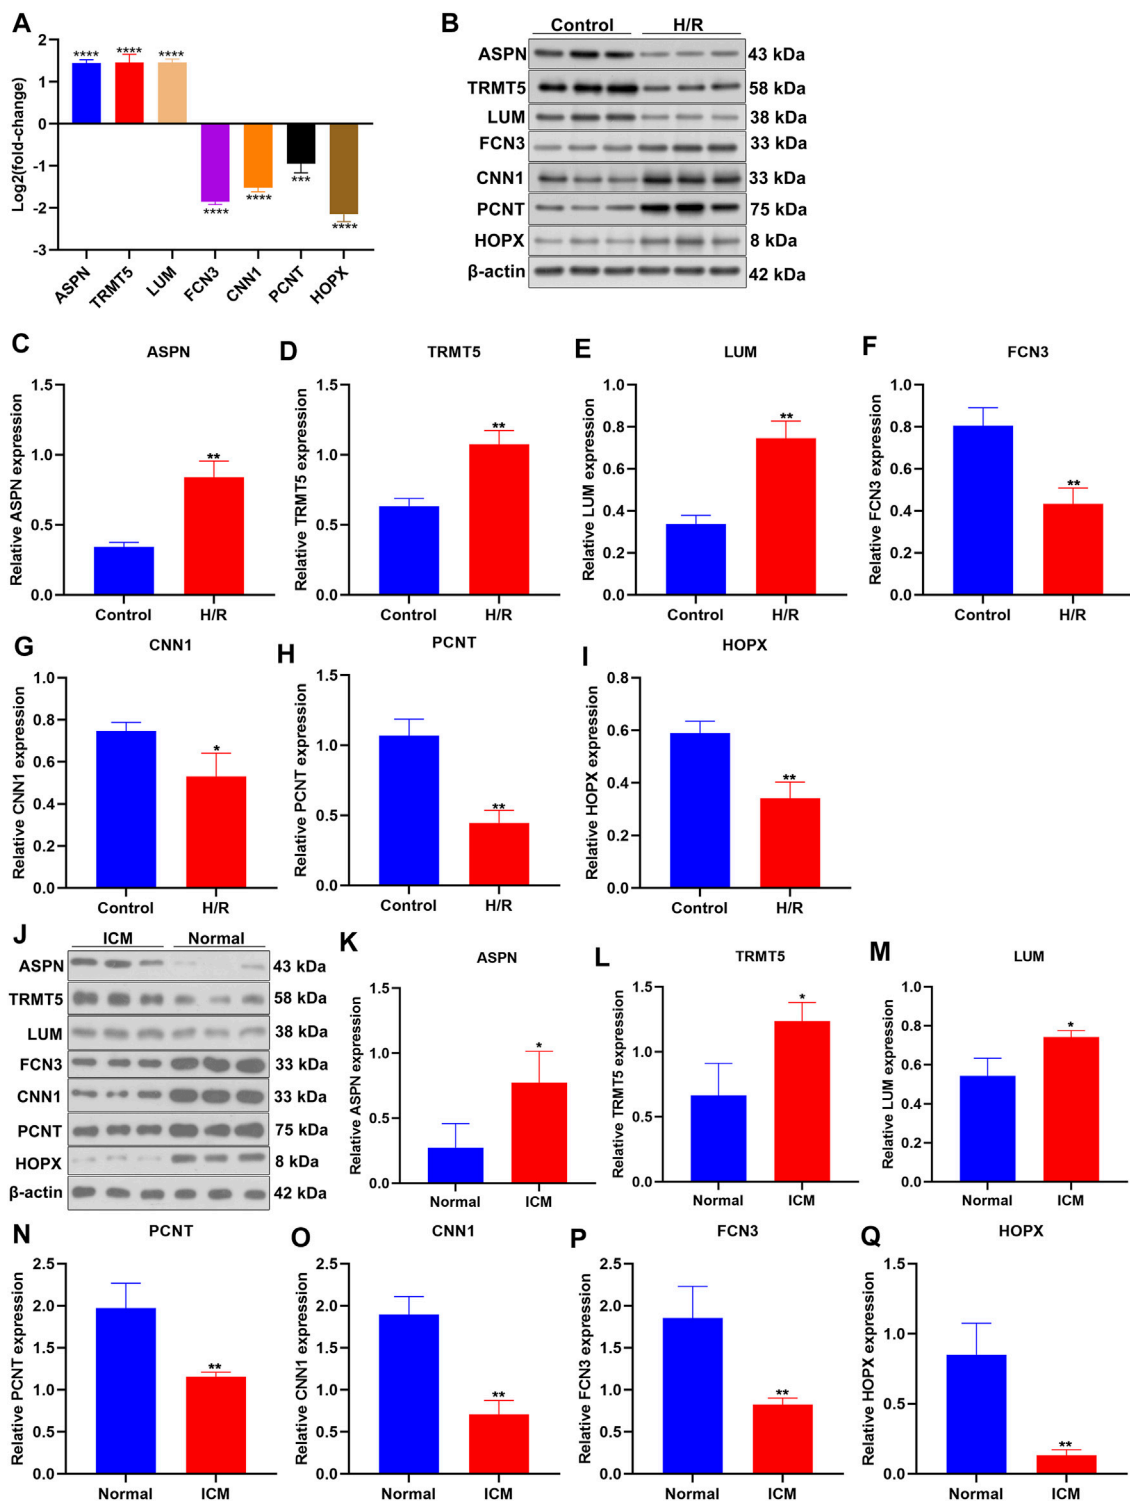 A
Log2(fold-change)
2
1
0
-1
-2
-3
****
****
****
****
****
***
****
ASPN
TRMT5
LUM
FCN3
CNN1
PCNT
HOPX
B
Control H/R
ASPN 43 kDa
TRMT5 58 kDa
LUM 38 kDa
FCN3 33 kDa
CNN1 33 kDa
PCNT 75 kDa
HOPX 8 kDa
β-actin 42 kDa
C
ASPN
Relative ASPN expression
1.5
1.0
0.5
0.0
**
Control H/R
D
TRMT5
Relative TRMT5 expression
1.5
1.0
0.5
0.0
**
Control H/R
E
LUM
Relative LUM expression
1.0
0.8
0.6
0.4
0.2
0.0
**
Control H/R
F
FCN3
Relative FCN3 expression
1.0
0.8
0.6
0.4
0.2
0.0
**
Control H/R
G
CNN1
Relative CNN1 expression
1.0
0.8
0.6
0.4
0.2
0.0
*
Control H/R
H
PCNT
Relative PCNT expression
1.5
1.0
0.5
0.0
**
Control H/R
I
HOPX
Relative HOPX expression
0.8
0.6
0.4
0.2
0.0
**
Control H/R
J
ICM Normal
ASPN 43 kDa
TRMT5 58 kDa
LUM 38 kDa
FCN3 33 kDa
CNN1 33 kDa
PCNT 75 kDa
HOPX 8 kDa
β-actin 42 kDa
K
ASPN
Relative ASPN expression
1.5
1.0
0.5
0.0
*
Normal ICM
L
TRMT5
Relative TRMT5 expression
1.5
1.0
0.5
0.0
*
Normal ICM
M
LUM
Relative LUM expression
1.0
0.8
0.6
0.4
0.2
0.0
*
Normal ICM
N
PCNT
Relative PCNT expression
2.5
2.0
1.5
1.0
0.5
0.0
**
Normal ICM
O
CNN1
Relative CNN1 expression
2.5
2.0
1.5
1.0
0.5
0.0
**
Normal ICM
P
FCN3
Relative FCN3 expression
2.5
2.0
1.5
1.0
0.5
0.0
**
Normal ICM
Q
HOPX
Relative HOPX expression
1.5
1.0
0.5
0.0
**
Normal ICM